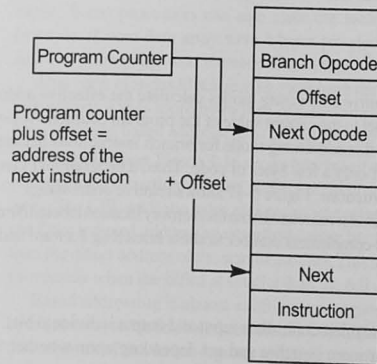 Program Counter
Program counter
plus offset =
address of the
next instruction
+ Offset
Branch Opcode
Offset
Next Opcode
Next
Instruction